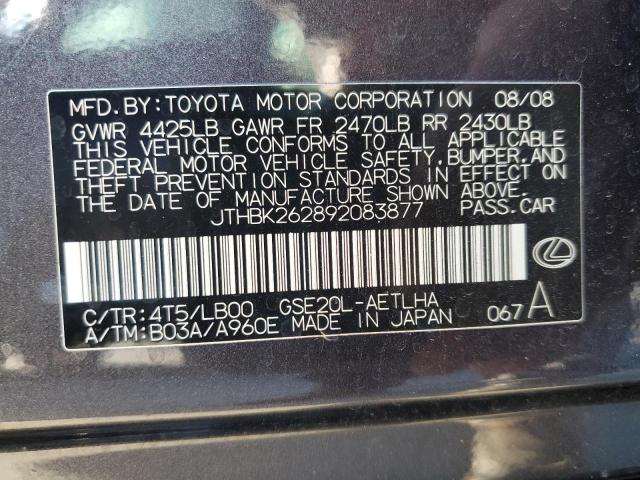 MFD.BY:TOYOTA MOTOR CORPORATION 08/08
GVWR 4425LB GAWR FR 2470LB RR 2430LB
THIS VEHICLE CONFORMS TO ALL APPLICABLE
FEDERAL MOTOR VEHICLE SAFETY,BUMPER,AND
THEFT PREVENTION STANDARDS IN EFFECT ON
THE DATE OF MANUFACTURE SHOWN ABOVE.
JTHBK262892083877 PASS.CAR
C/TR:4T5/LB00 GSE20L-AETLHA
A/TM:B03A/A960E MADE IN JAPAN 067 A